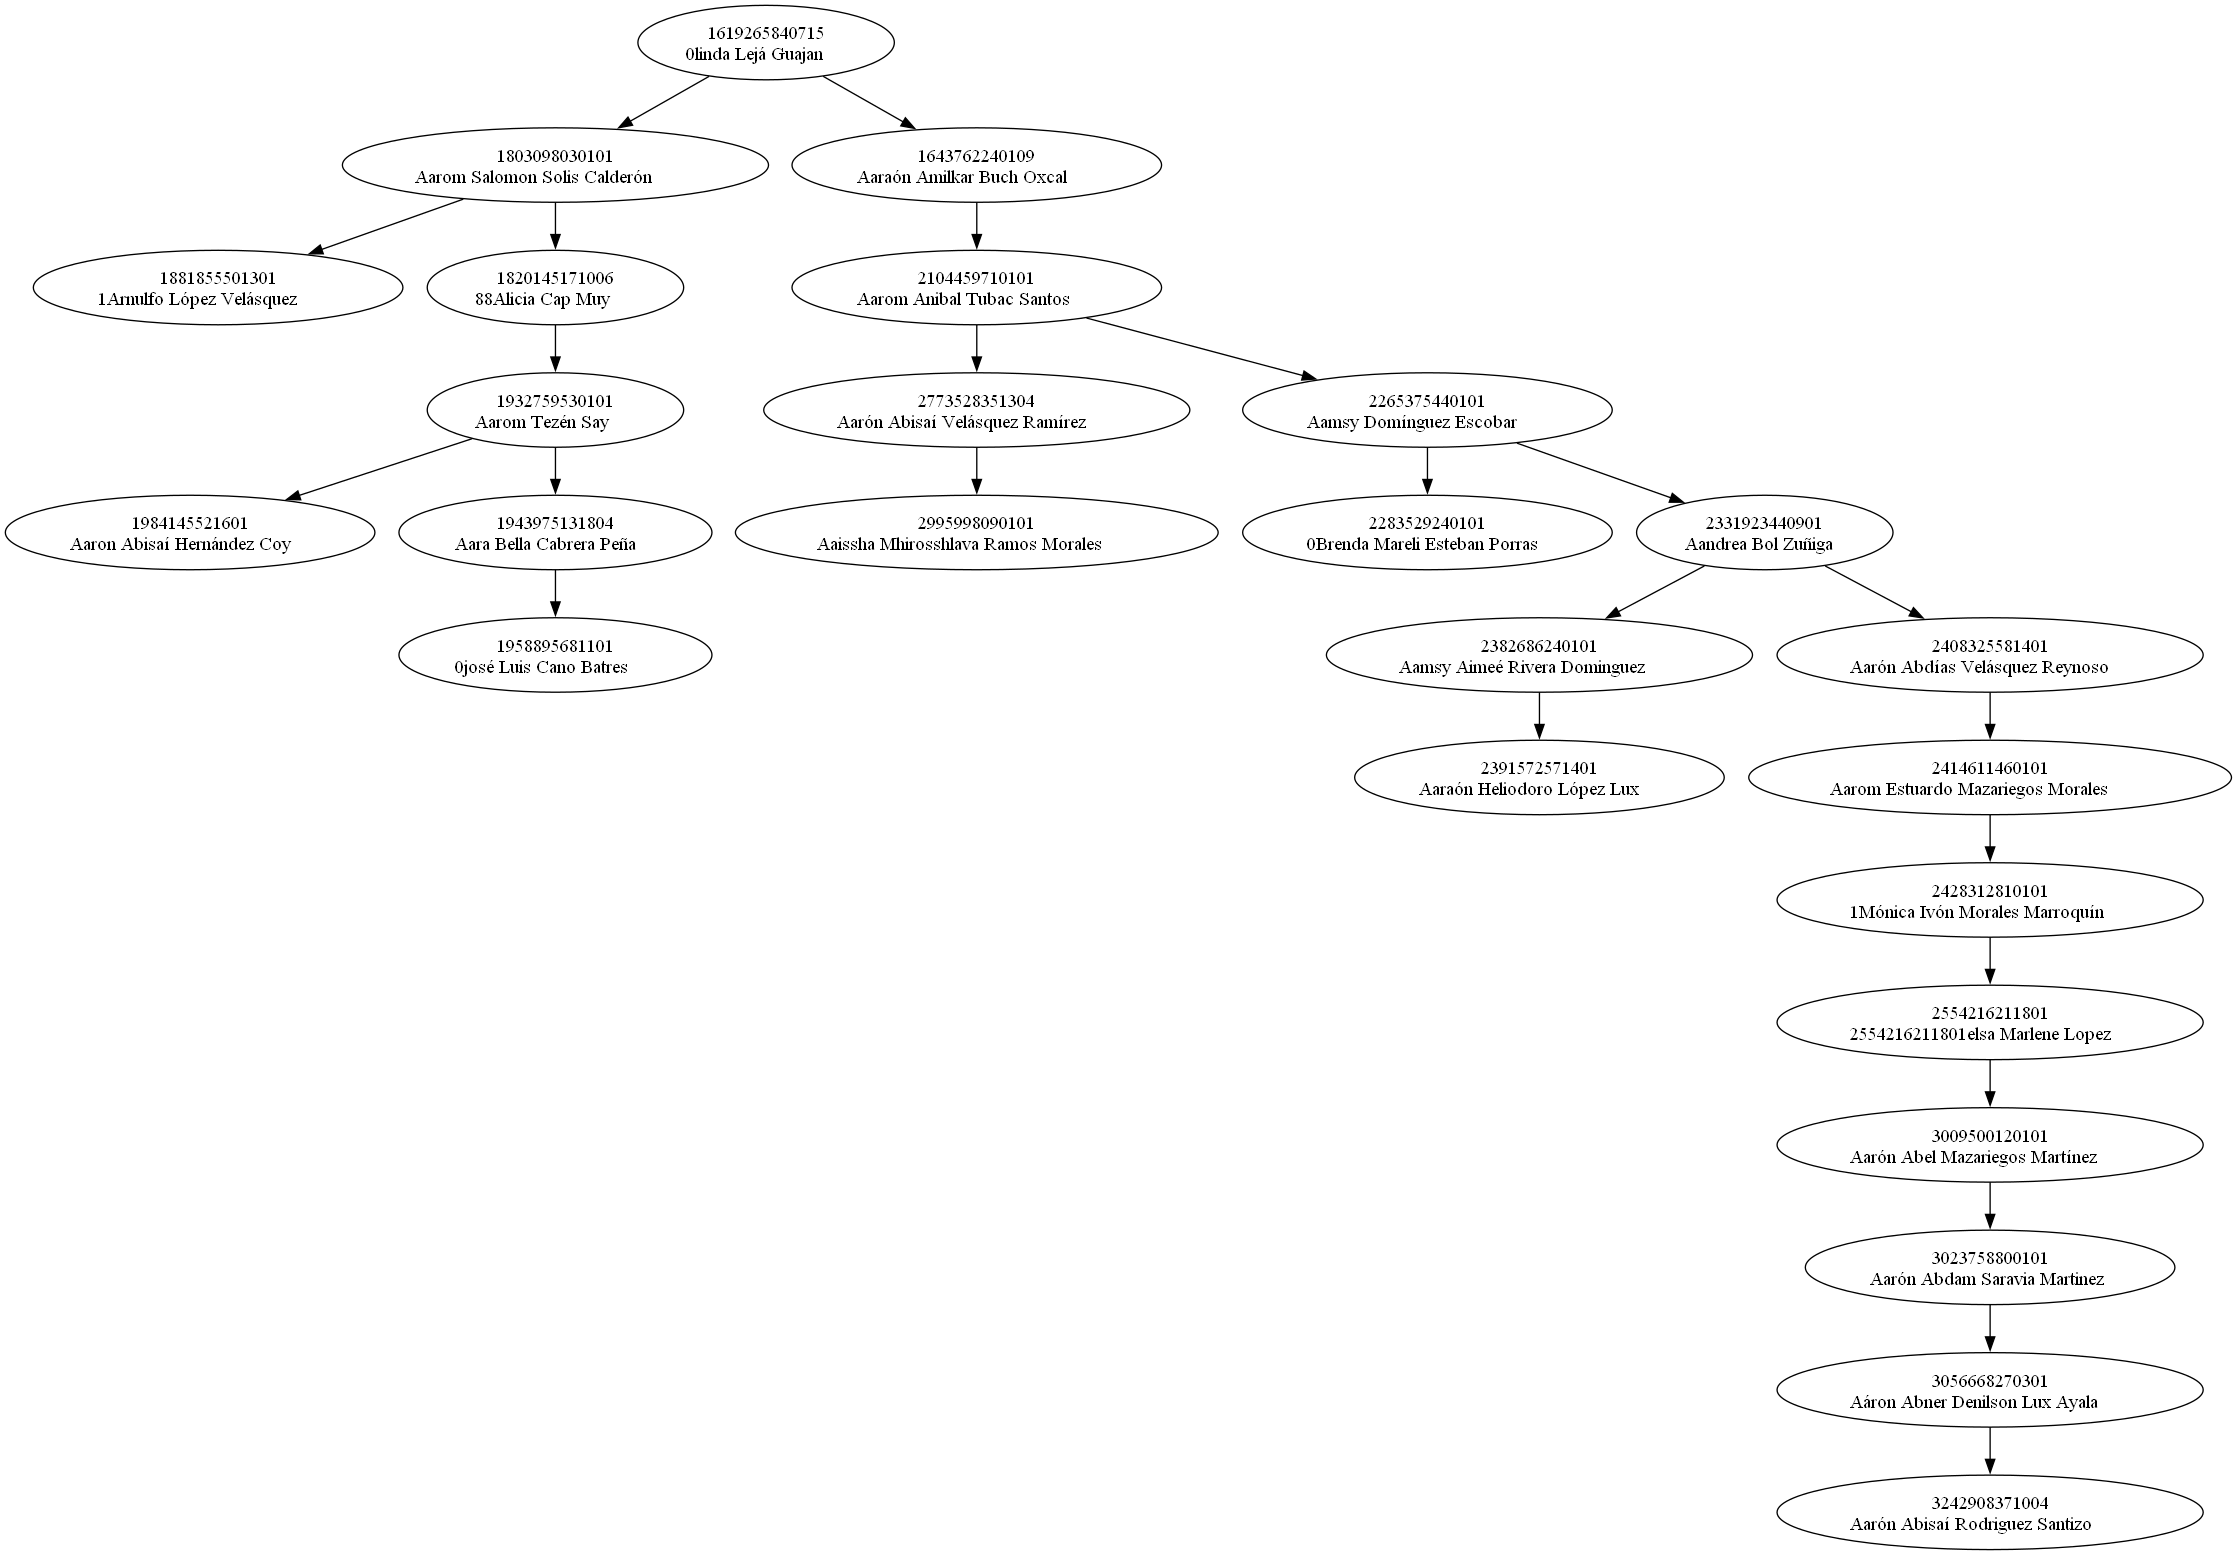 1619265840715
0linda Lejá Guajan
1803098030101
Aarom Salomon Solis Calderón
1643762240109
Aaraón Amilkar Buch Oxcal
1881855501301
1Arnulfo López Velásquez
1820145171006
88Alicia Cap Muy
2104459710101
Aarom Anibal Tubac Santos
1932759530101
Aarom Tezén Say
2773528351304
Aarón Abisaí Velásquez Ramírez
2265375440101
Aamsy Domínguez Escobar
1984145521601
Aaron Abisaí Hernández Coy
1943975131804
Aara Bella Cabrera Peña
2995998090101
Aaissha Mhirosshlava Ramos Morales
2283529240101
0Brenda Mareli Esteban Porras
2331923440901
Aandrea Bol Zuñiga
1958895681101
0josé Luis Cano Batres
2382686240101
Aamsy Aimeé Rivera Dominguez
2408325581401
Aarón Abdías Velásquez Reynoso
2391572571401
Aaraón Heliodoro López Lux
2414611460101
Aarom Estuardo Mazariegos Morales
2428312810101
1Mónica Ivón Morales Marroquín
2554216211801
2554216211801elsa Marlene Lopez
3009500120101
Aarón Abel Mazariegos Martínez
3023758800101
Aarón Abdam Saravia Martinez
3056668270301
Aáron Abner Denilson Lux Ayala
3242908371004
Aarón Abisaí Rodriguez Santizo